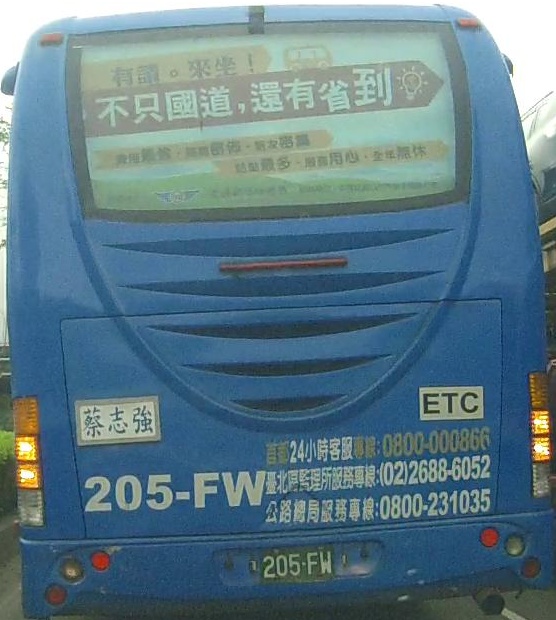 有讚。來坐！
不只國道，還有省到
蔡志強
ETC
首都24小時客服專線:0800-000866
205-FW
臺北區監理所服務專線:(02)2688-6052
公路總局服務專線:0800-231035
205-FW